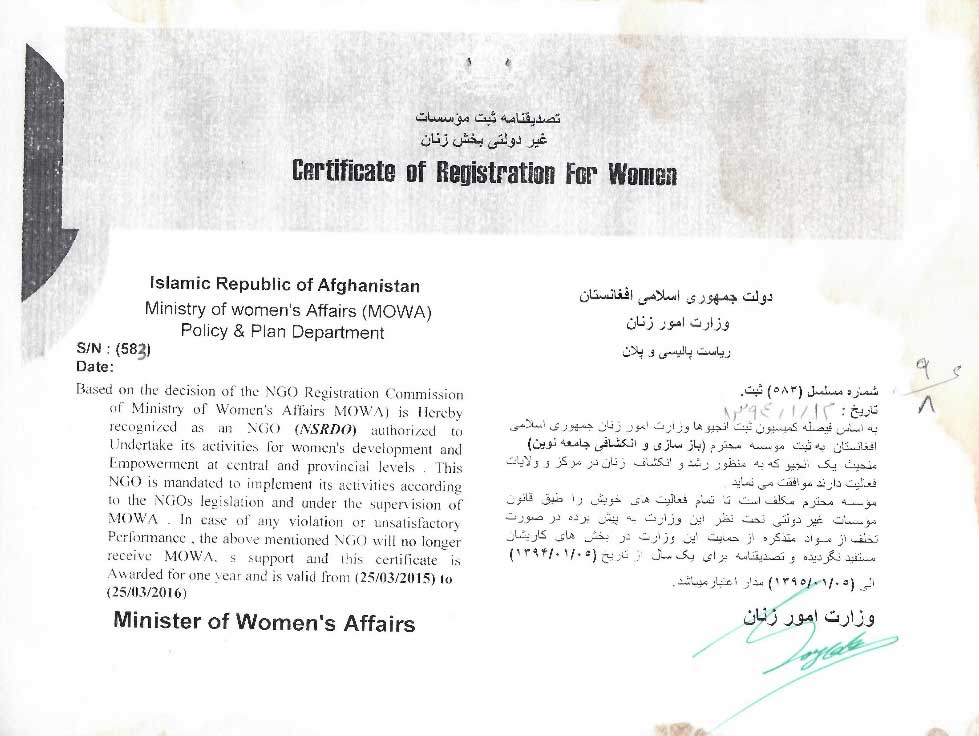 تصدیقنامه ثبت مؤسسات
غیر دولتی بخش زنان
Certificate of Registration For Women
Islamic Republic of Afghanistan
Ministry of women's Affairs (MOWA)
Policy & Plan Department
S/N : (583)
Date:
Based on the decision of the NGO Registration Commission
of Ministry of Women's Affairs MOWA) is Hereby
recognized as an NGO (NSRDO) authorized to
Undertake its activities for women's development and
Empowerment at central and provincial levels . This
NGO is mandated to implement its activities according
to the NGOs legislation and under the supervision of
MOWA . In case of any violation or unsatisfactory
Performance , the above mentioned NGO will no longer
receive MOWA, s support and this certificate is
Awarded for one year and is valid from (25/03/2015) to
(25/03/2016)
Minister of Women's Affairs
دولت جمهوری اسلامی افغانستان
وزارت امور زنان
ریاست پالیسی و پلان
شماره مسلسل (۵۸۳) ثبت.
تاریخ : ۱۳۹۴/۱/۱۲
به اساس فیصله کمیسیون ثبت انجیوها وزارت امور زنان جمهوری اسلامی
افغانستان به ثبت موسسه محترم (باز سازی و انکشافی جامعه نوین)
منحیث یک انجیو که به منظور رشد و انکشاف زنان در مرکز و ولایات
فعالیت دارند موافقت می نماید .
مؤسسه محترم مکلف است تا تمام فعالیت های خویش را طبق قانون
موسسات غیر دولتی تحت نظر این وزارت به پیش برده در صورت
تخلف از مواد متذکره از حمایت این وزارت در بخش های کاریشان
مستفید نگردیده و تصدیقنامه برای یک سال از تاریخ (۱۳۹۴/۰۱/۰۵)
الی (۱۳۹۵/۰۱/۰۵) مدار اعتبار میباشد.
وزارت امور زنان